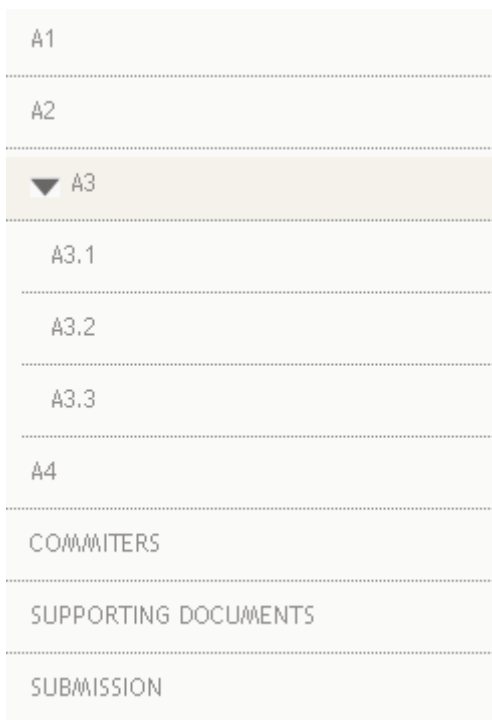 A1
A2
A3
A3.1
A3.2
A3.3
A4
COMMITERS
SUPPORTING DOCUMENTS
SUBMISSION